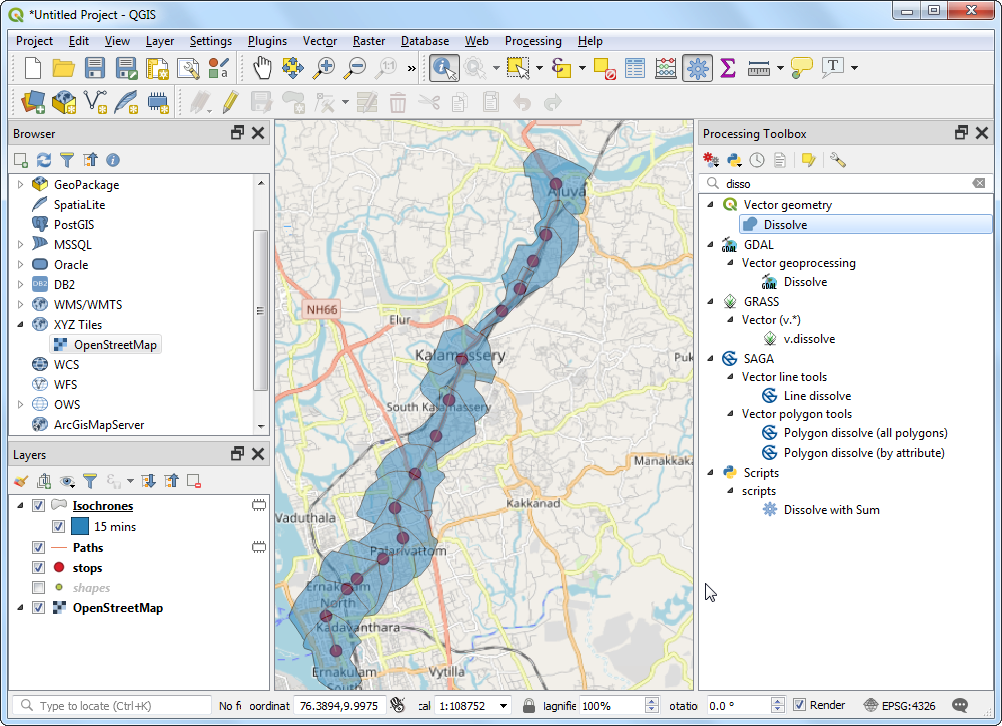 *Untitled Project - QGIS
Project Edit View Layer Settings Plugins Vector Raster Database Web Processing Help
Browser
GeoPackage
SpatiaLite
PostGIS
MSSQL
Oracle
DB2
WMS/WMTS
XYZ Tiles
OpenStreetMap
WCS
WFS
OWS
ArcGisMapServer
Layers
Isochrones
15 mins
Paths
stops
shapes
OpenStreetMap
Aluva
NH66
Elur
Kalamassery
Puk
South Kalamassery
Manakkaka
Kakkanad
Vaduthala
Palarivattom
Ernakulam
North
Kadavanthara
Ernakulam
South
Vytilla
Processing Toolbox
disso
Vector geometry
Dissolve
GDAL
Vector geoprocessing
Dissolve
GRASS
Vector (v.*)
v.dissolve
SAGA
Vector line tools
Line dissolve
Vector polygon tools
Polygon dissolve (all polygons)
Polygon dissolve (by attribute)
Scripts
scripts
Dissolve with Sum
Type to locate (Ctrl+K) No fi oordinat 76.3894,9.9975 cal 1:108752 lagnifie 100% otatio 0.0 ° Render EPSG:4326